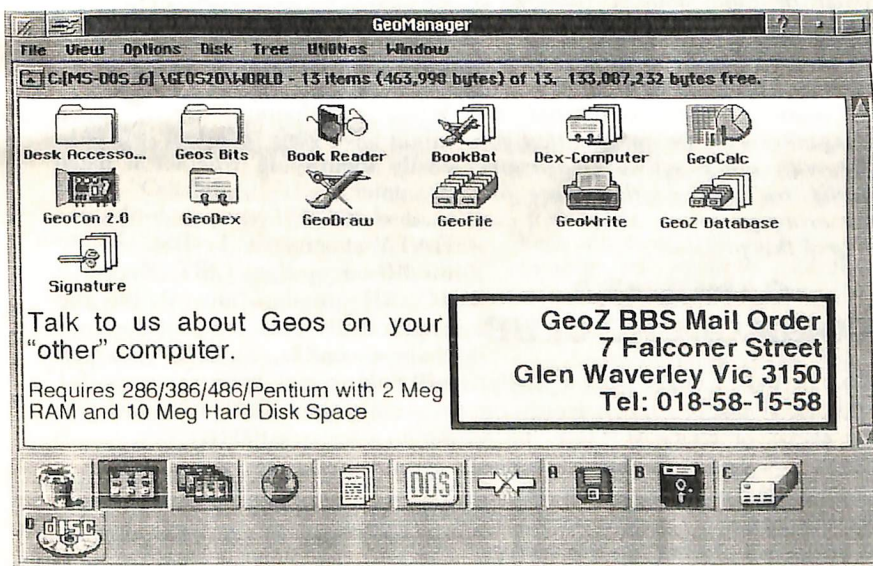 GeoManager
?
File View Options Disk Tree Utilities Window
C:[MS-DOS_6] \GEOS20\WORLD - 13 items (463,998 bytes) of 13. 133,087,232 bytes free.
Desk Accesso... Geos Bits Book Reader BookBat Dex-Computer GeoCalc
GeoCon 2.0 GeoDex GeoDraw GeoFile GeoWrite GeoZ Database
Signature
Talk to us about Geos on your
"other" computer.
Requires 286/386/486/Pentium with 2 Meg
RAM and 10 Meg Hard Disk Space
GeoZ BBS Mail Order
7 Falconer Street
Glen Waverley Vic 3150
Tel: 018-58-15-58
DOS A B C
D disc